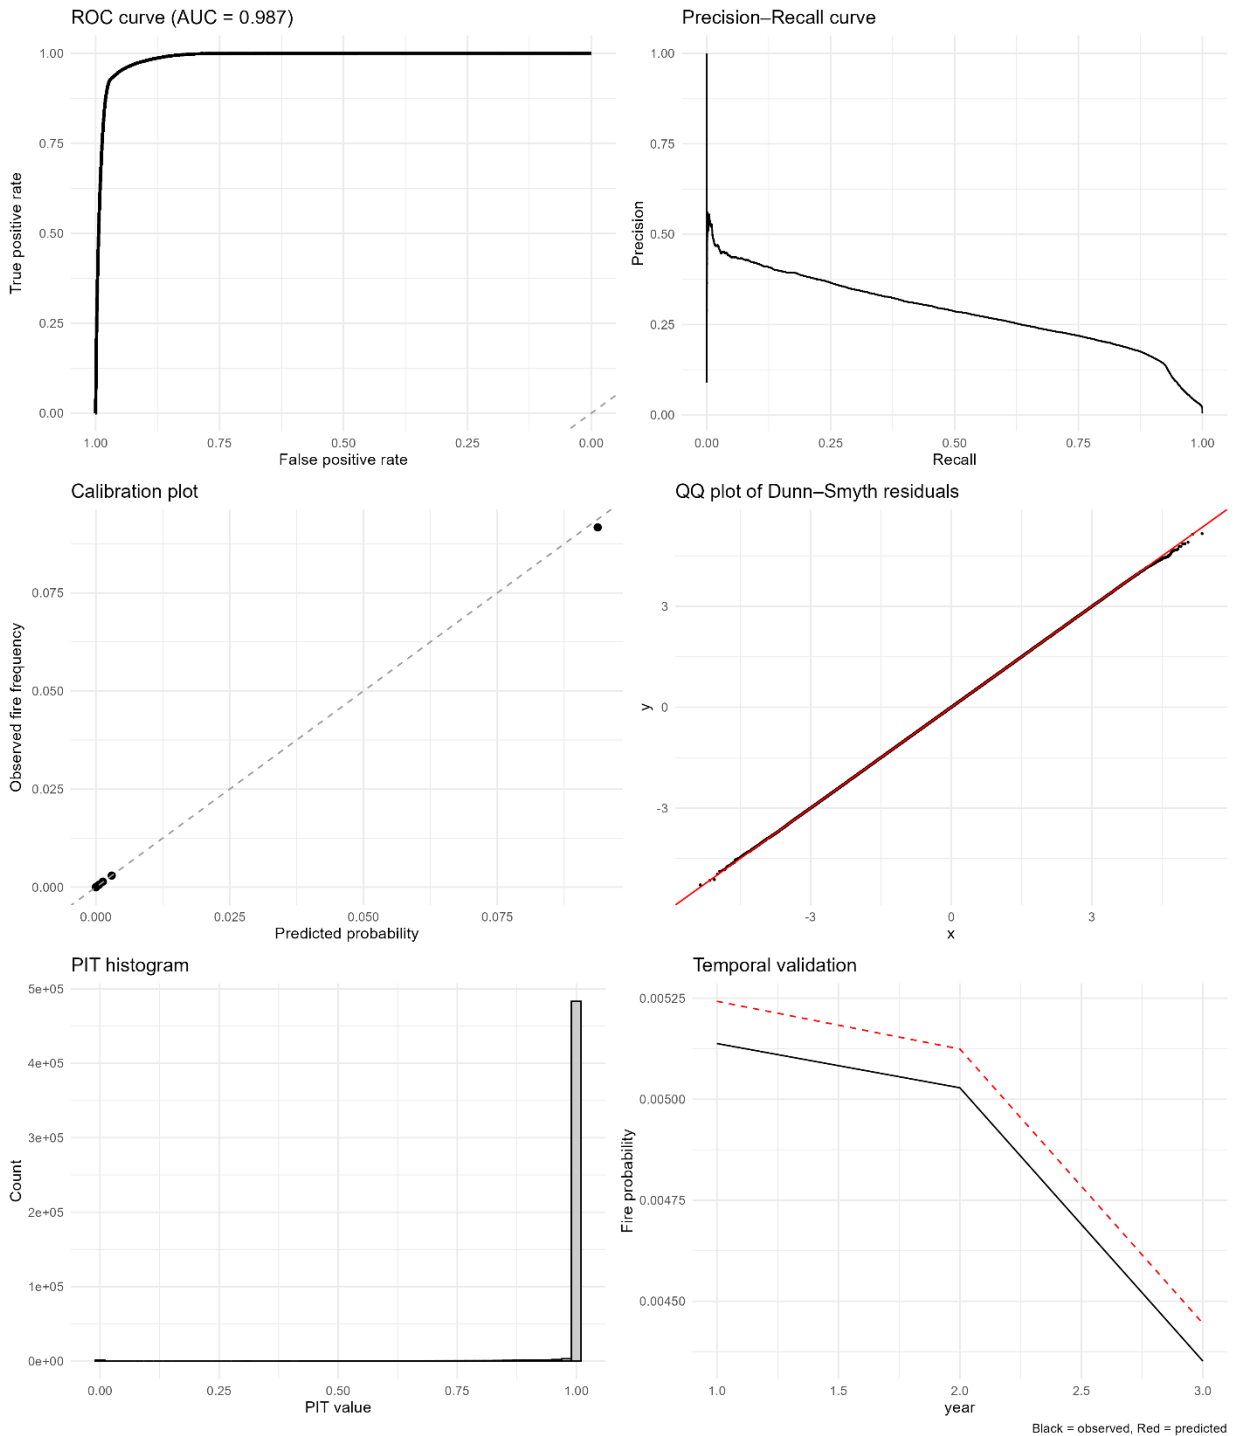 ROC curve (AUC = 0.987)
1.00
0.75
0.50
0.25
0.00
True positive rate
1.00 0.75 0.50 0.25 0.00
False positive rate
Precision–Recall curve
1.00
0.75
0.50
0.25
0.00
Precision
0.00 0.25 0.50 0.75 1.00
Recall
Calibration plot
0.075
0.050
0.025
0.000
Observed fire frequency
0.000 0.025 0.050 0.075
Predicted probability
QQ plot of Dunn–Smyth residuals
3
0
-3
y
-3 0 3
x
PIT histogram
5e+05
4e+05
3e+05
2e+05
1e+05
0e+00
Count
0.00 0.25 0.50 0.75 1.00
PIT value
Temporal validation
0.00525
0.00500
0.00475
0.00450
Fire probability
1.0 1.5 2.0 2.5 3.0
year
Black = observed, Red = predicted